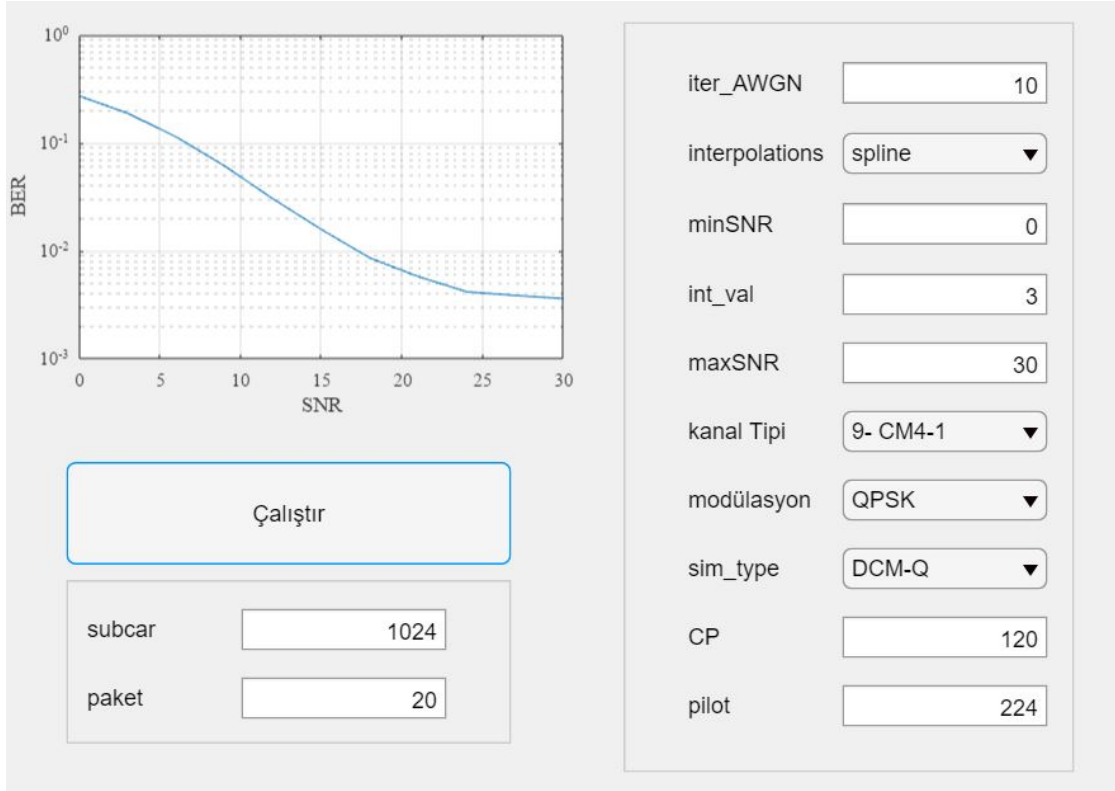 10^0
10^-1
10^-2
10^-3
BER
0 5 10 15 20 25 30
SNR
Çalıştır
subcar 1024
paket 20
iter_AWGN 10
interpolations spline
minSNR 0
int_val 3
maxSNR 30
kanal Tipi 9- CM4-1
modülasyon QPSK
sim_type DCM-Q
CP 120
pilot 224